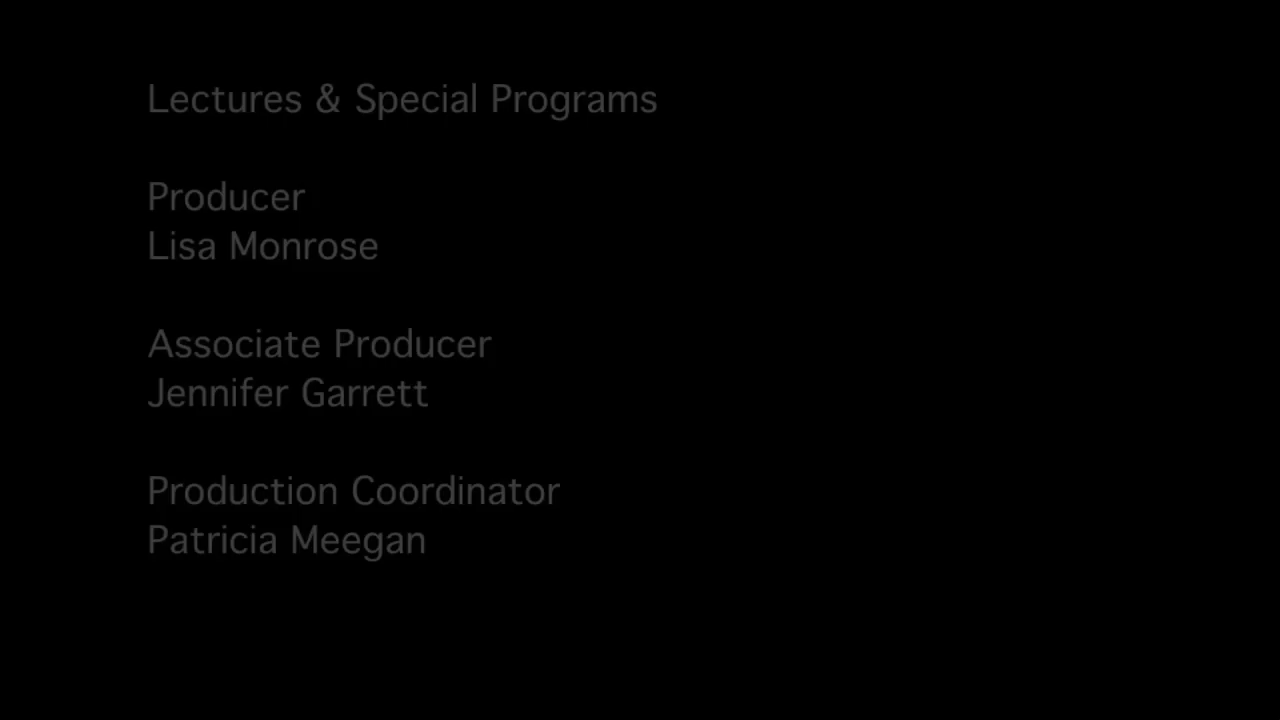 Lectures & Special Programs
Producer
Lisa Monrose
Associate Producer
Jennifer Garrett
Production Coordinator
Patricia Meegan